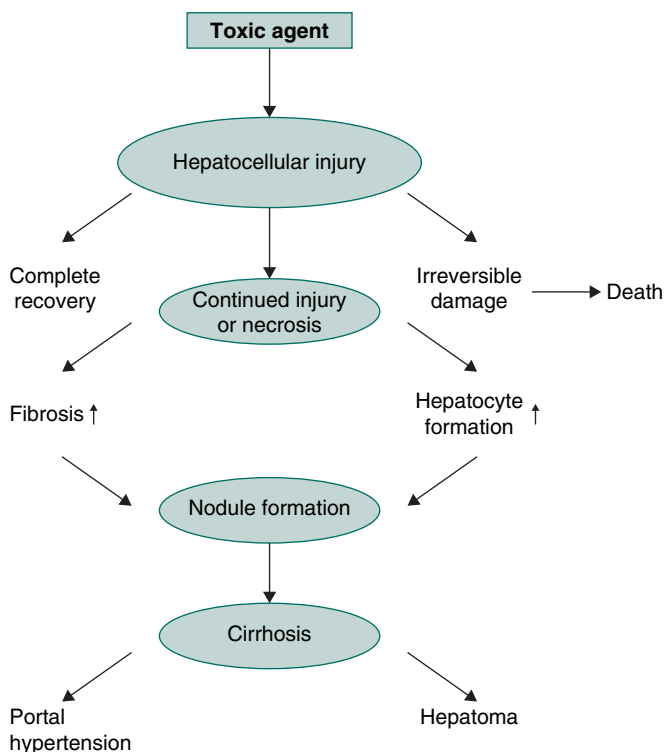 Toxic agent
Hepatocellular injury
Complete
recovery
Continued injury
or necrosis
Irreversible
damage
Death
Fibrosis ↑
Hepatocyte
formation ↑
Nodule formation
Cirrhosis
Portal
hypertension
Hepatoma